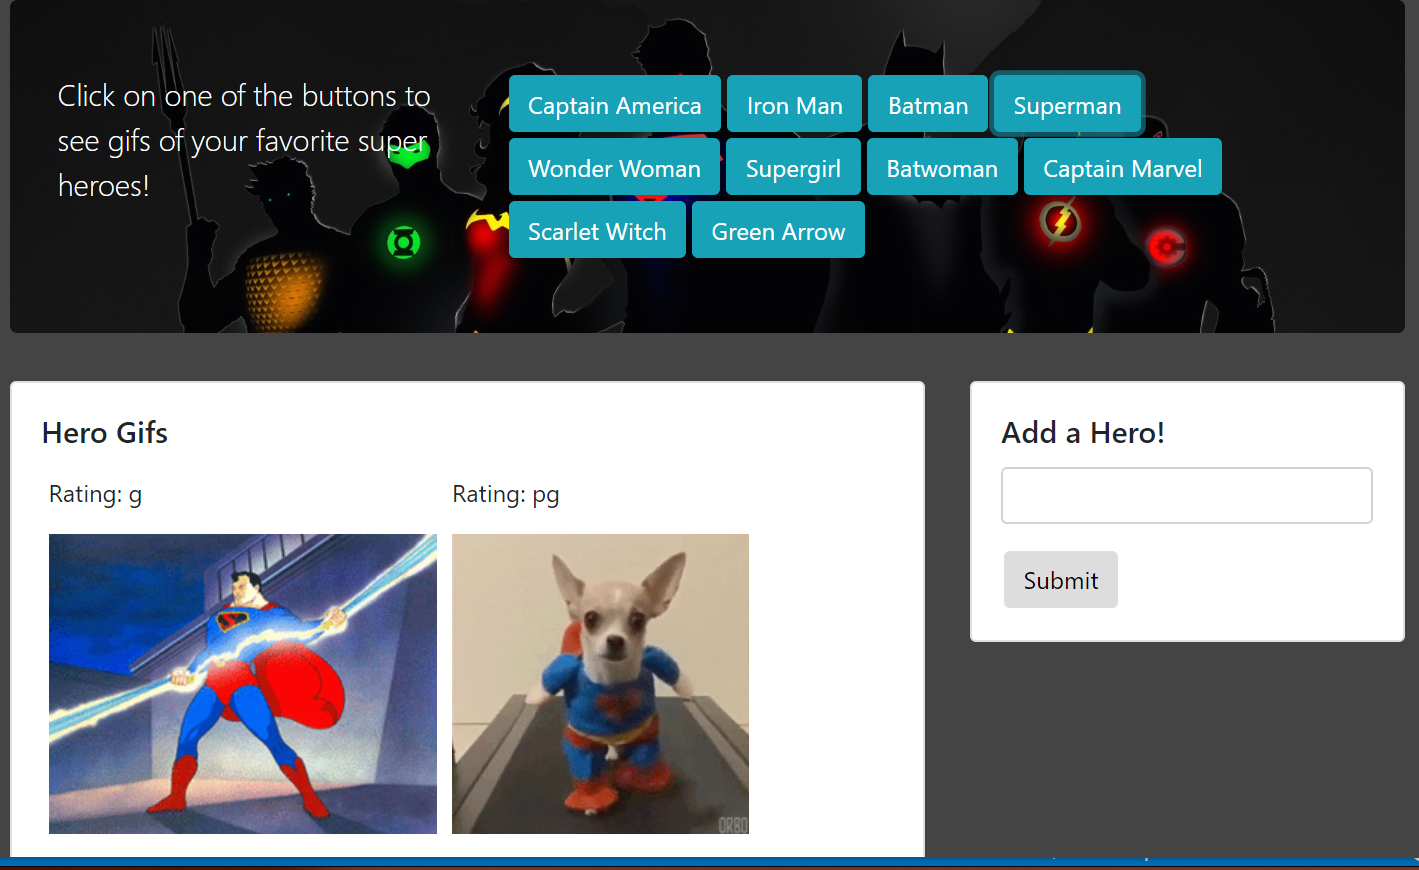 Click on one of the buttons to
see gifs of your favorite super
heroes!
Captain America Iron Man Batman Superman
Wonder Woman Supergirl Batwoman Captain Marvel
Scarlet Witch Green Arrow
Hero Gifs
Rating: g Rating: pg
ORBO
Add a Hero!
Submit